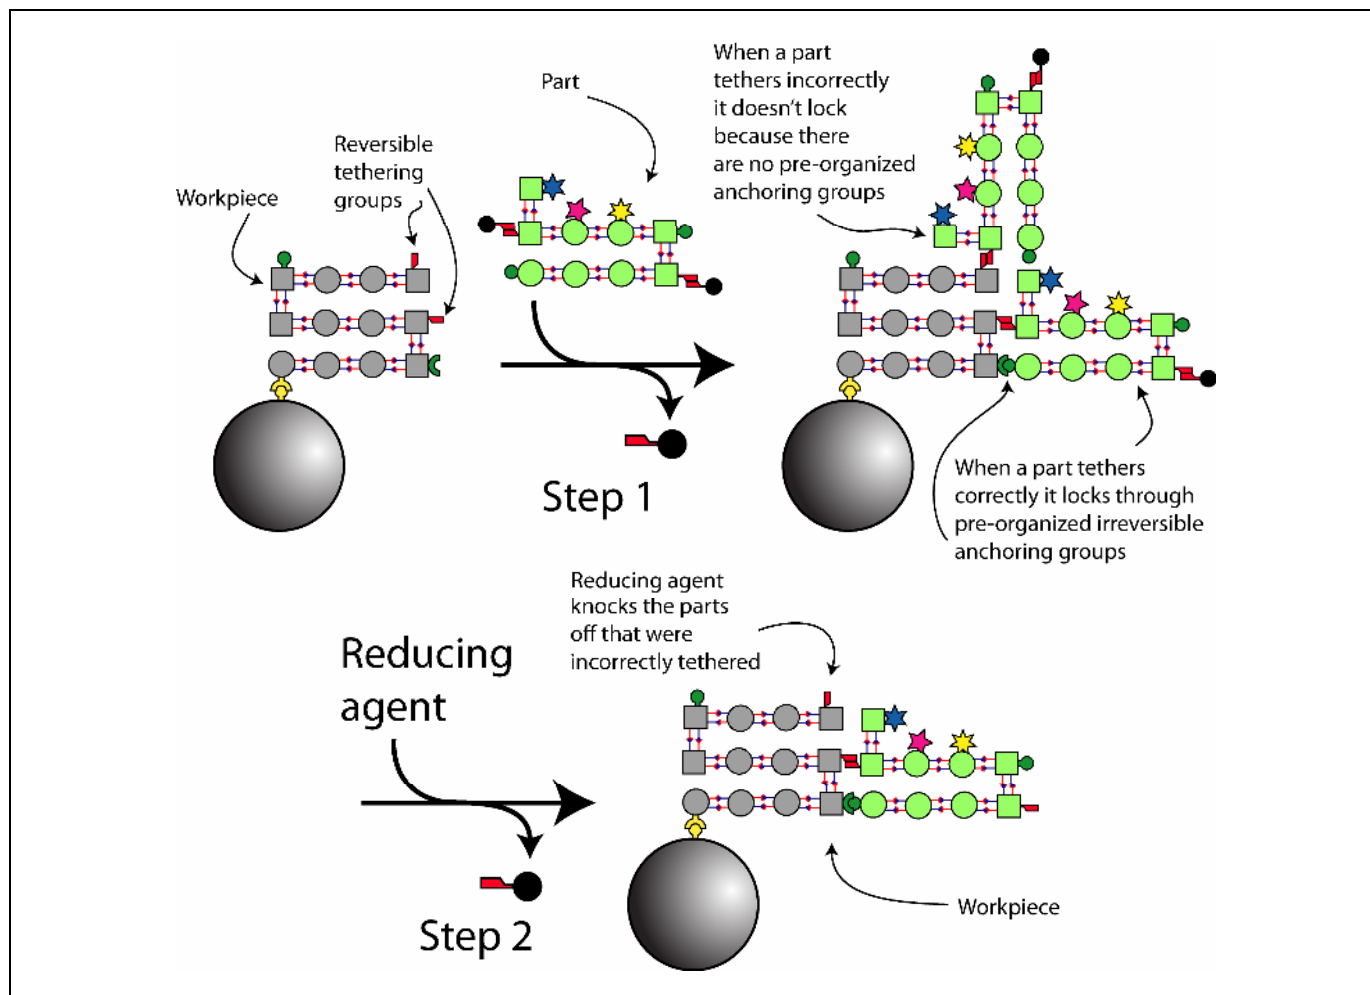 When a part
tethers incorrectly
it doesn't lock
because there
are no pre-organized
anchoring groups
Part
Reversible
tethering
groups
Workpiece
Step 1
When a part tethers
correctly it locks through
pre-organized irreversible
anchoring groups
Reducing agent
knocks the parts
off that were
incorrectly tethered
Reducing
agent
Step 2
Workpiece